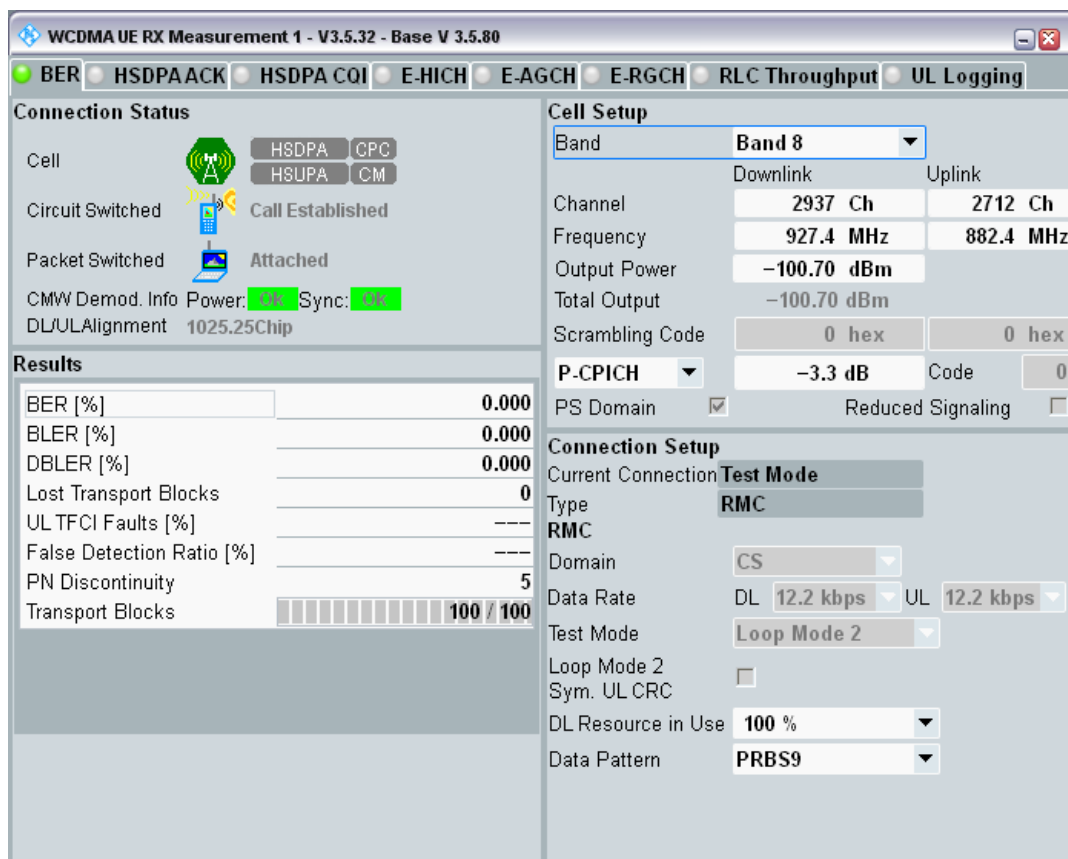 WCDMA UE RX Measurement 1 - V3.5.32 - Base V 3.5.80
BER HSDPA ACK HSDPA CQI E-HICH E-AGCH E-RGCH RLC Throughput UL Logging
Connection Status
Cell HSDPA CPC
HSUPA CM
Circuit Switched Call Established
Packet Switched Attached
CMW Demod. Info Power: Ok Sync: Ok
DL/ULAlignment 1025.25Chip
Results
BER [%] 0.000
BLER [%] 0.000
DBLER [%] 0.000
Lost Transport Blocks 0
UL TFCI Faults [%] ---
False Detection Ratio [%] ---
PN Discontinuity 5
Transport Blocks 100 / 100
Cell Setup
Band Band 8
Downlink Uplink
Channel 2937 Ch 2712 Ch
Frequency 927.4 MHz 882.4 MHz
Output Power −100.70 dBm
Total Output −100.70 dBm
Scrambling Code 0 hex 0 hex
P-CPICH −3.3 dB Code 0
PS Domain Reduced Signaling
Connection Setup
Current Connection Test Mode
Type RMC
RMC
Domain CS
Data Rate DL 12.2 kbps UL 12.2 kbps
Test Mode Loop Mode 2
Loop Mode 2
Sym. UL CRC
DL Resource in Use 100 %
Data Pattern PRBS9